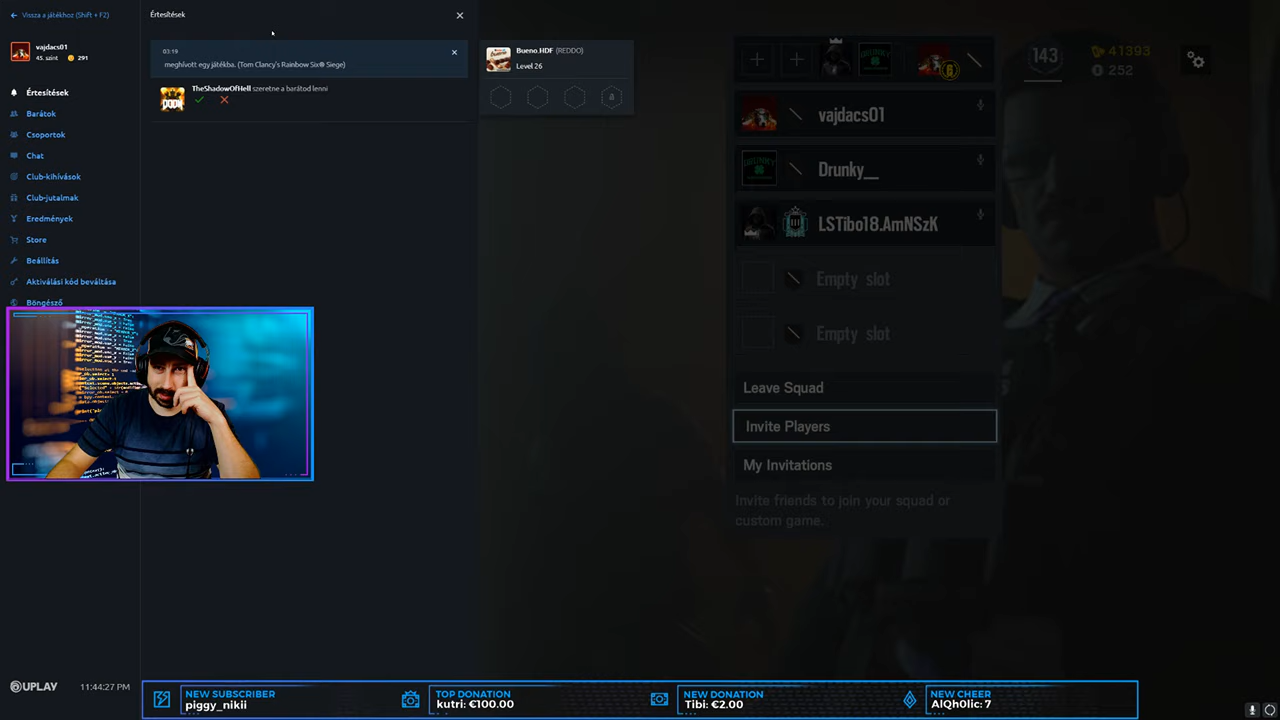 Vissza a játékhoz (Shift + F2)
vajdacs01
45. szint 291
Értesítések
Barátok
Csoportok
Chat
Club-kihívások
Club-jutalmak
Eredmények
Store
Beállítás
Aktiválási kód beváltása
Böngésző
UPLAY
11:44:27 PM
Értesítések
03:19
meghívott egy játékba. (Tom Clancy's Rainbow Six® Siege)
TheShadowOfHell szeretne a barátod lenni
Bueno.HDF (REDDO)
Level 26
143
41393
252
vajdacs01
Drunky__
LSTibo18.AmNSzK
Empty slot
Empty slot
Leave Squad
Invite Players
My Invitations
Invite friends to join your squad or
custom game.
NEW SUBSCRIBER
piggy_nikii
TOP DONATION
kutri: €100.00
NEW DONATION
Tibi: €2.00
NEW CHEER
AlQh0lic: 7